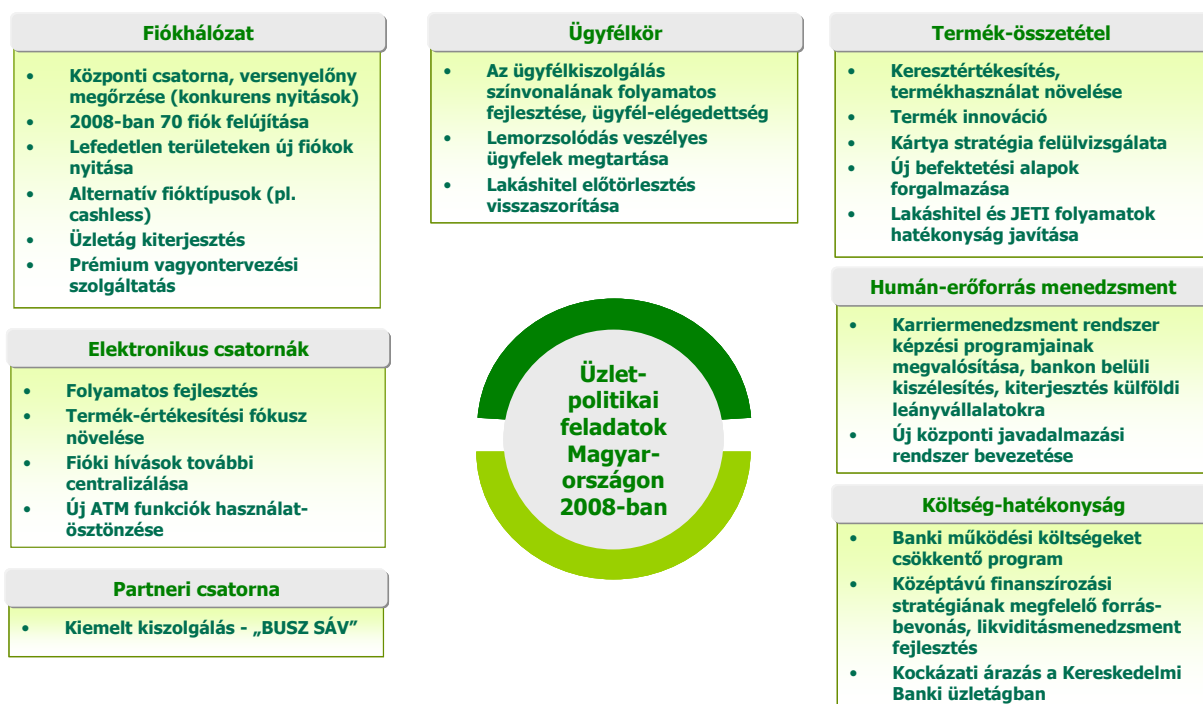 Fiókhálózat
• Központi csatorna, versenyelőny
megőrzése (konkurens nyitások)
• 2008-ban 70 fiók felújítása
• Lefedetlen területeken új fiókok
nyitása
• Alternatív fióktípusok (pl.
cashless)
• Üzletág kiterjesztés
• Prémium vagyontervezési
szolgáltatás
Elektronikus csatornák
• Folyamatos fejlesztés
• Termék-értékesítési fókusz
növelése
• Fióki hívások további
centralizálása
• Új ATM funkciók használat-
ösztönzése
Partneri csatorna
• Kiemelt kiszolgálás - „BUSZ SÁV”
Ügyfélkör
• Az ügyfélkiszolgálás
színvonalának folyamatos
fejlesztése, ügyfél-elégedettség
• Lemorzsolódás veszélyes
ügyfelek megtartása
• Lakáshitel előtörlesztés
visszaszorítása
Üzlet-
politikai
feladatok
Magyar-
országon
2008-ban
Termék-összetétel
• Keresztértékesítés,
termékhasználat növelése
• Termék innováció
• Kártya stratégia felülvizsgálata
• Új befektetési alapok
forgalmazása
• Lakáshitel és JETI folyamatok
hatékonyság javítása
Humán-erőforrás menedzsment
• Karriermenedzsment rendszer
képzési programjainak
megvalósítása, bankon belüli
kiszélesítés, kiterjesztés külföldi
leányvállalatokra
• Új központi javadalmazási
rendszer bevezetése
Költség-hatékonyság
• Banki működési költségeket
csökkentő program
• Középtávú finanszírozási
stratégiának megfelelő forrás-
bevonás, likviditásmenedzsment
fejlesztés
• Kockázati árazás a Kereskedelmi
Banki üzletágban